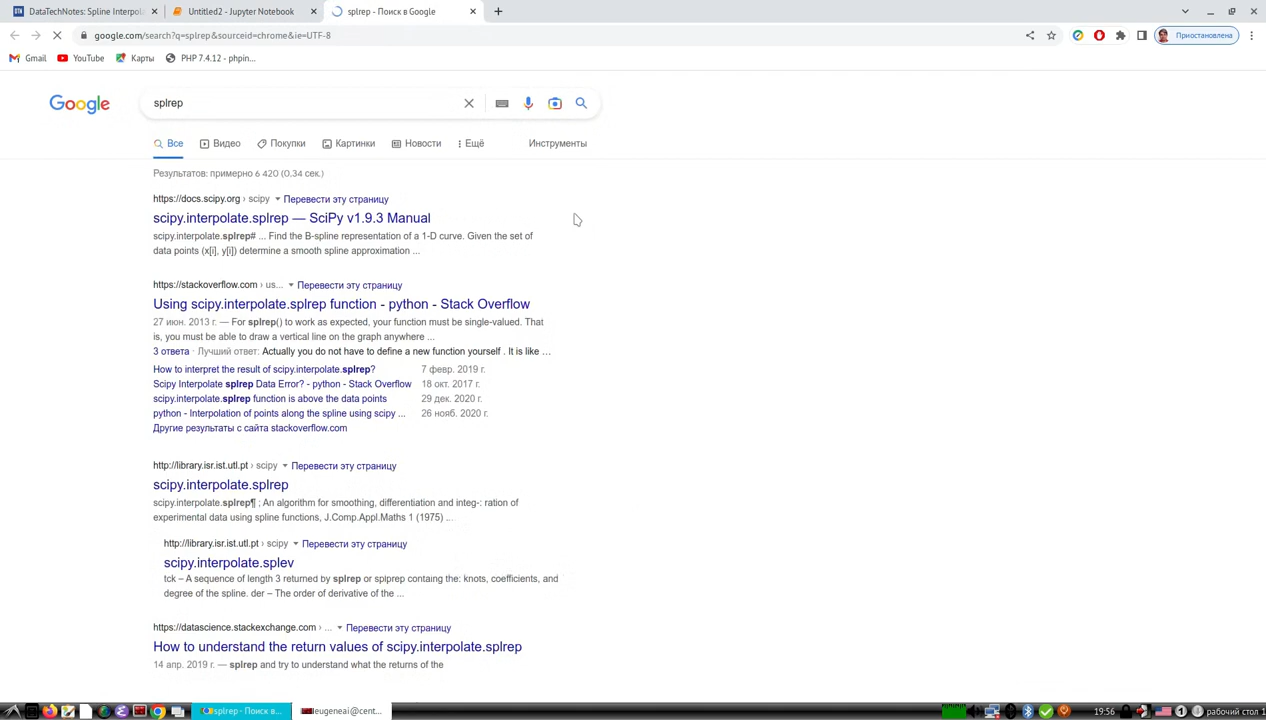 DataTechNotes: Spline Interpola
Untitled2 - Jupyter Notebook
splrep - Поиск в Google
google.com/search?q=splrep&sourceid=chrome&ie=UTF-8
Приостановлена
Gmail
YouTube
Карты
PHP 7.4.12 - phpin...
Google
splrep
Все
Видео
Покупки
Картинки
Новости
Ещё
Инструменты
Результатов: примерно 6 420 (0,34 сек.)
https://docs.scipy.org › scipy Перевести эту страницу
scipy.interpolate.splrep — SciPy v1.9.3 Manual
scipy.interpolate.splrep# ... Find the B-spline representation of a 1-D curve. Given the set of
data points (x[i], y[i]) determine a smooth spline approximation ...
https://stackoverflow.com › us... Перевести эту страницу
Using scipy.interpolate.splrep function - python - Stack Overflow
27 июн. 2013 г. — For splrep() to work as expected, your function must be single-valued. That
is, you must be able to draw a vertical line on the graph anywhere ...
3 ответа · Лучший ответ: Actually you do not have to define a new function yourself . It is like ...
How to interpret the result of scipy.interpolate.splrep? 7 февр. 2019 г.
Scipy Interpolate splrep Data Error? - python - Stack Overflow 18 окт. 2017 г.
scipy.interpolate.splrep function is above the data points 29 дек. 2020 г.
python - Interpolation of points along the spline using scipy ... 26 нояб. 2020 г.
Другие результаты с сайта stackoverflow.com
http://library.isr.ist.utl.pt › scipy Перевести эту страницу
scipy.interpolate.splrep
scipy.interpolate.splrep¶ ; An algorithm for smoothing, differentiation and integ-: ration of
experimental data using spline functions, J.Comp.Appl.Maths 1 (1975) ...
http://library.isr.ist.utl.pt › scipy Перевести эту страницу
scipy.interpolate.splev
tck – A sequence of length 3 returned by splrep or splprep containg the: knots, coefficients, and
degree of the spline. der – The order of derivative of the ...
https://datascience.stackexchange.com › ... Перевести эту страницу
How to understand the return values of scipy.interpolate.splrep
14 апр. 2019 г. — splrep and try to understand what the returns of the
splrep - Поиск в...
eugeneai@cent...
19:56
рабочий стол 1